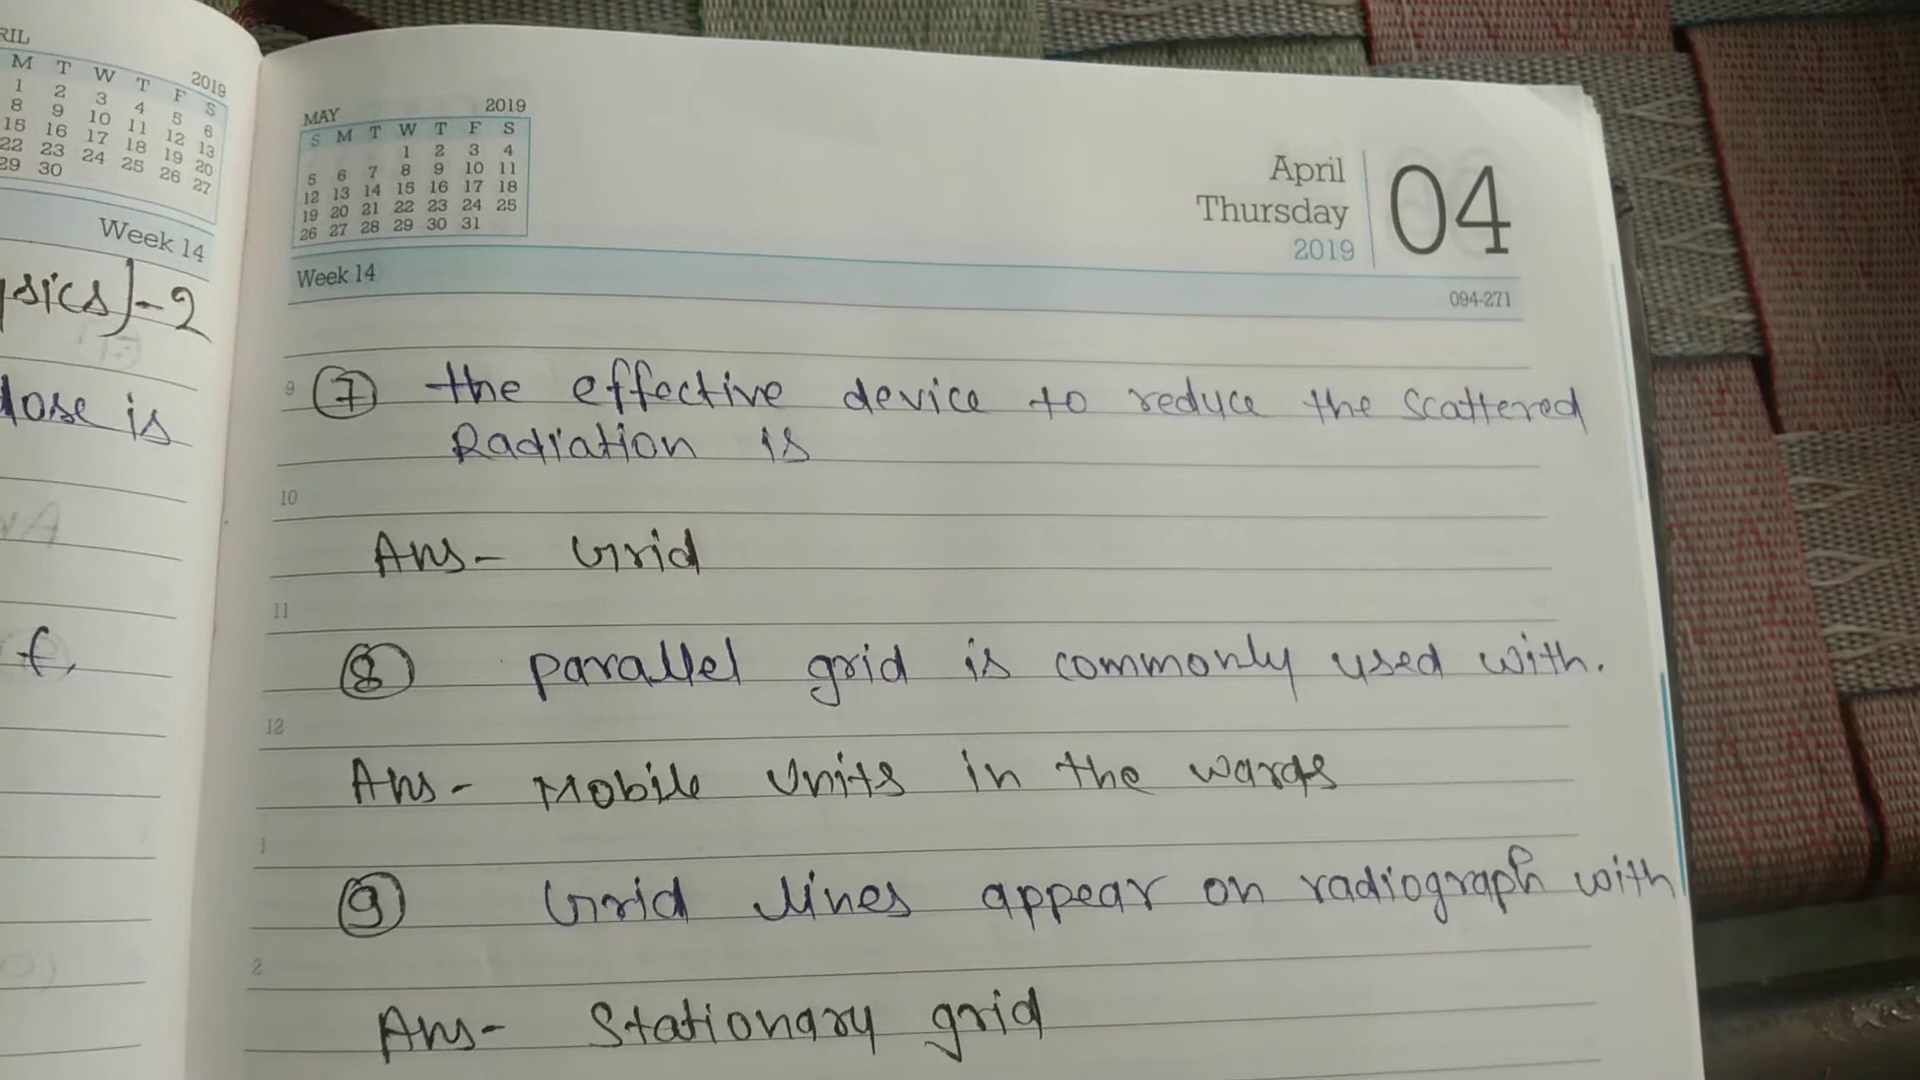 RIL 2019
M T W T F S
1 2 3 4 5 6
8 9 10 11 12 13
15 16 17 18 19 20
22 23 24 25 26 27
29 30
Week 14
sics)-2
dose is
f,
MAY 2019
S M T W T F S
1 2 3 4
5 6 7 8 9 10 11
12 13 14 15 16 17 18
19 20 21 22 23 24 25
26 27 28 29 30 31
April
Thursday
2019
04
Week 14
094-271
9 7 the effective device to reduce the scattered
Radiation is
10
Ans- Grid
11
8 parallel grid is commonly used with.
12
Ans- Mobile Units in the wards
1
9 Grid lines appear on radiograph with
2
Ans- Stationary grid